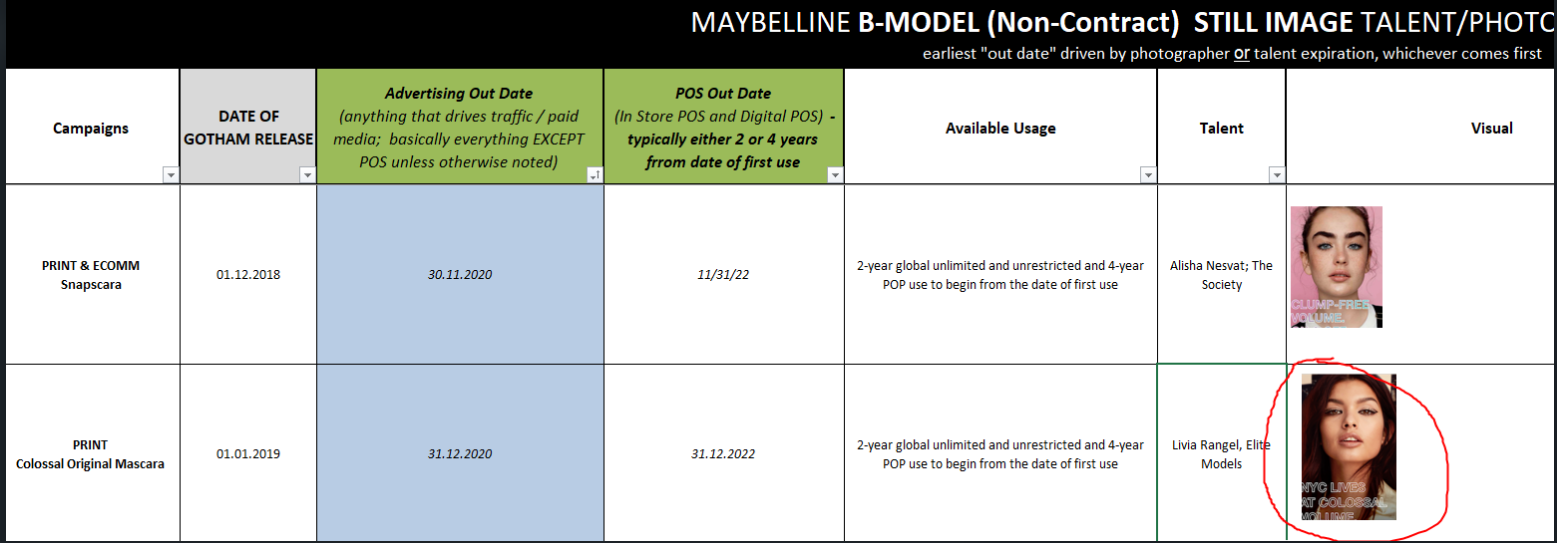 MAYBELLINE B-MODEL (Non-Contract) STILL IMAGE TALENT/PHOTO
earliest "out date" driven by photographer or talent expiration, whichever comes first
Campaigns
DATE OF
GOTHAM RELEASE
Advertising Out Date
(anything that drives traffic / paid
media; basically everything EXCEPT
POS unless otherwise noted)
POS Out Date
(In Store POS and Digital POS) -
typically either 2 or 4 years
frrom date of first use
Available Usage
Talent
Visual
PRINT & ECOMM
Snapscara
01.12.2018
30.11.2020
11/31/22
2-year global unlimited and unrestricted and 4-year
POP use to begin from the date of first use
Alisha Nesvat; The
Society
CLUMP-FREE
VOLUME.
PRINT
Colossal Original Mascara
01.01.2019
31.12.2020
31.12.2022
2-year global unlimited and unrestricted and 4-year
POP use to begin from the date of first use
Livia Rangel, Elite
Models
NYC LIVES
AT COLOSSAL
VOLUME